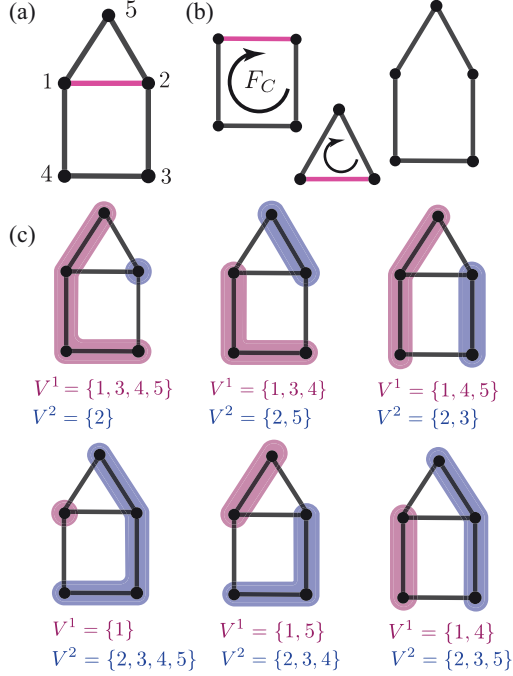 (a)
5
1
2
4
3
(b)
F_C
(c)
V^1 = {1, 3, 4, 5}
V^2 = {2}
V^1 = {1, 3, 4}
V^2 = {2, 5}
V^1 = {1, 4, 5}
V^2 = {2, 3}
V^1 = {1}
V^2 = {2, 3, 4, 5}
V^1 = {1, 5}
V^2 = {2, 3, 4}
V^1 = {1, 4}
V^2 = {2, 3, 5}